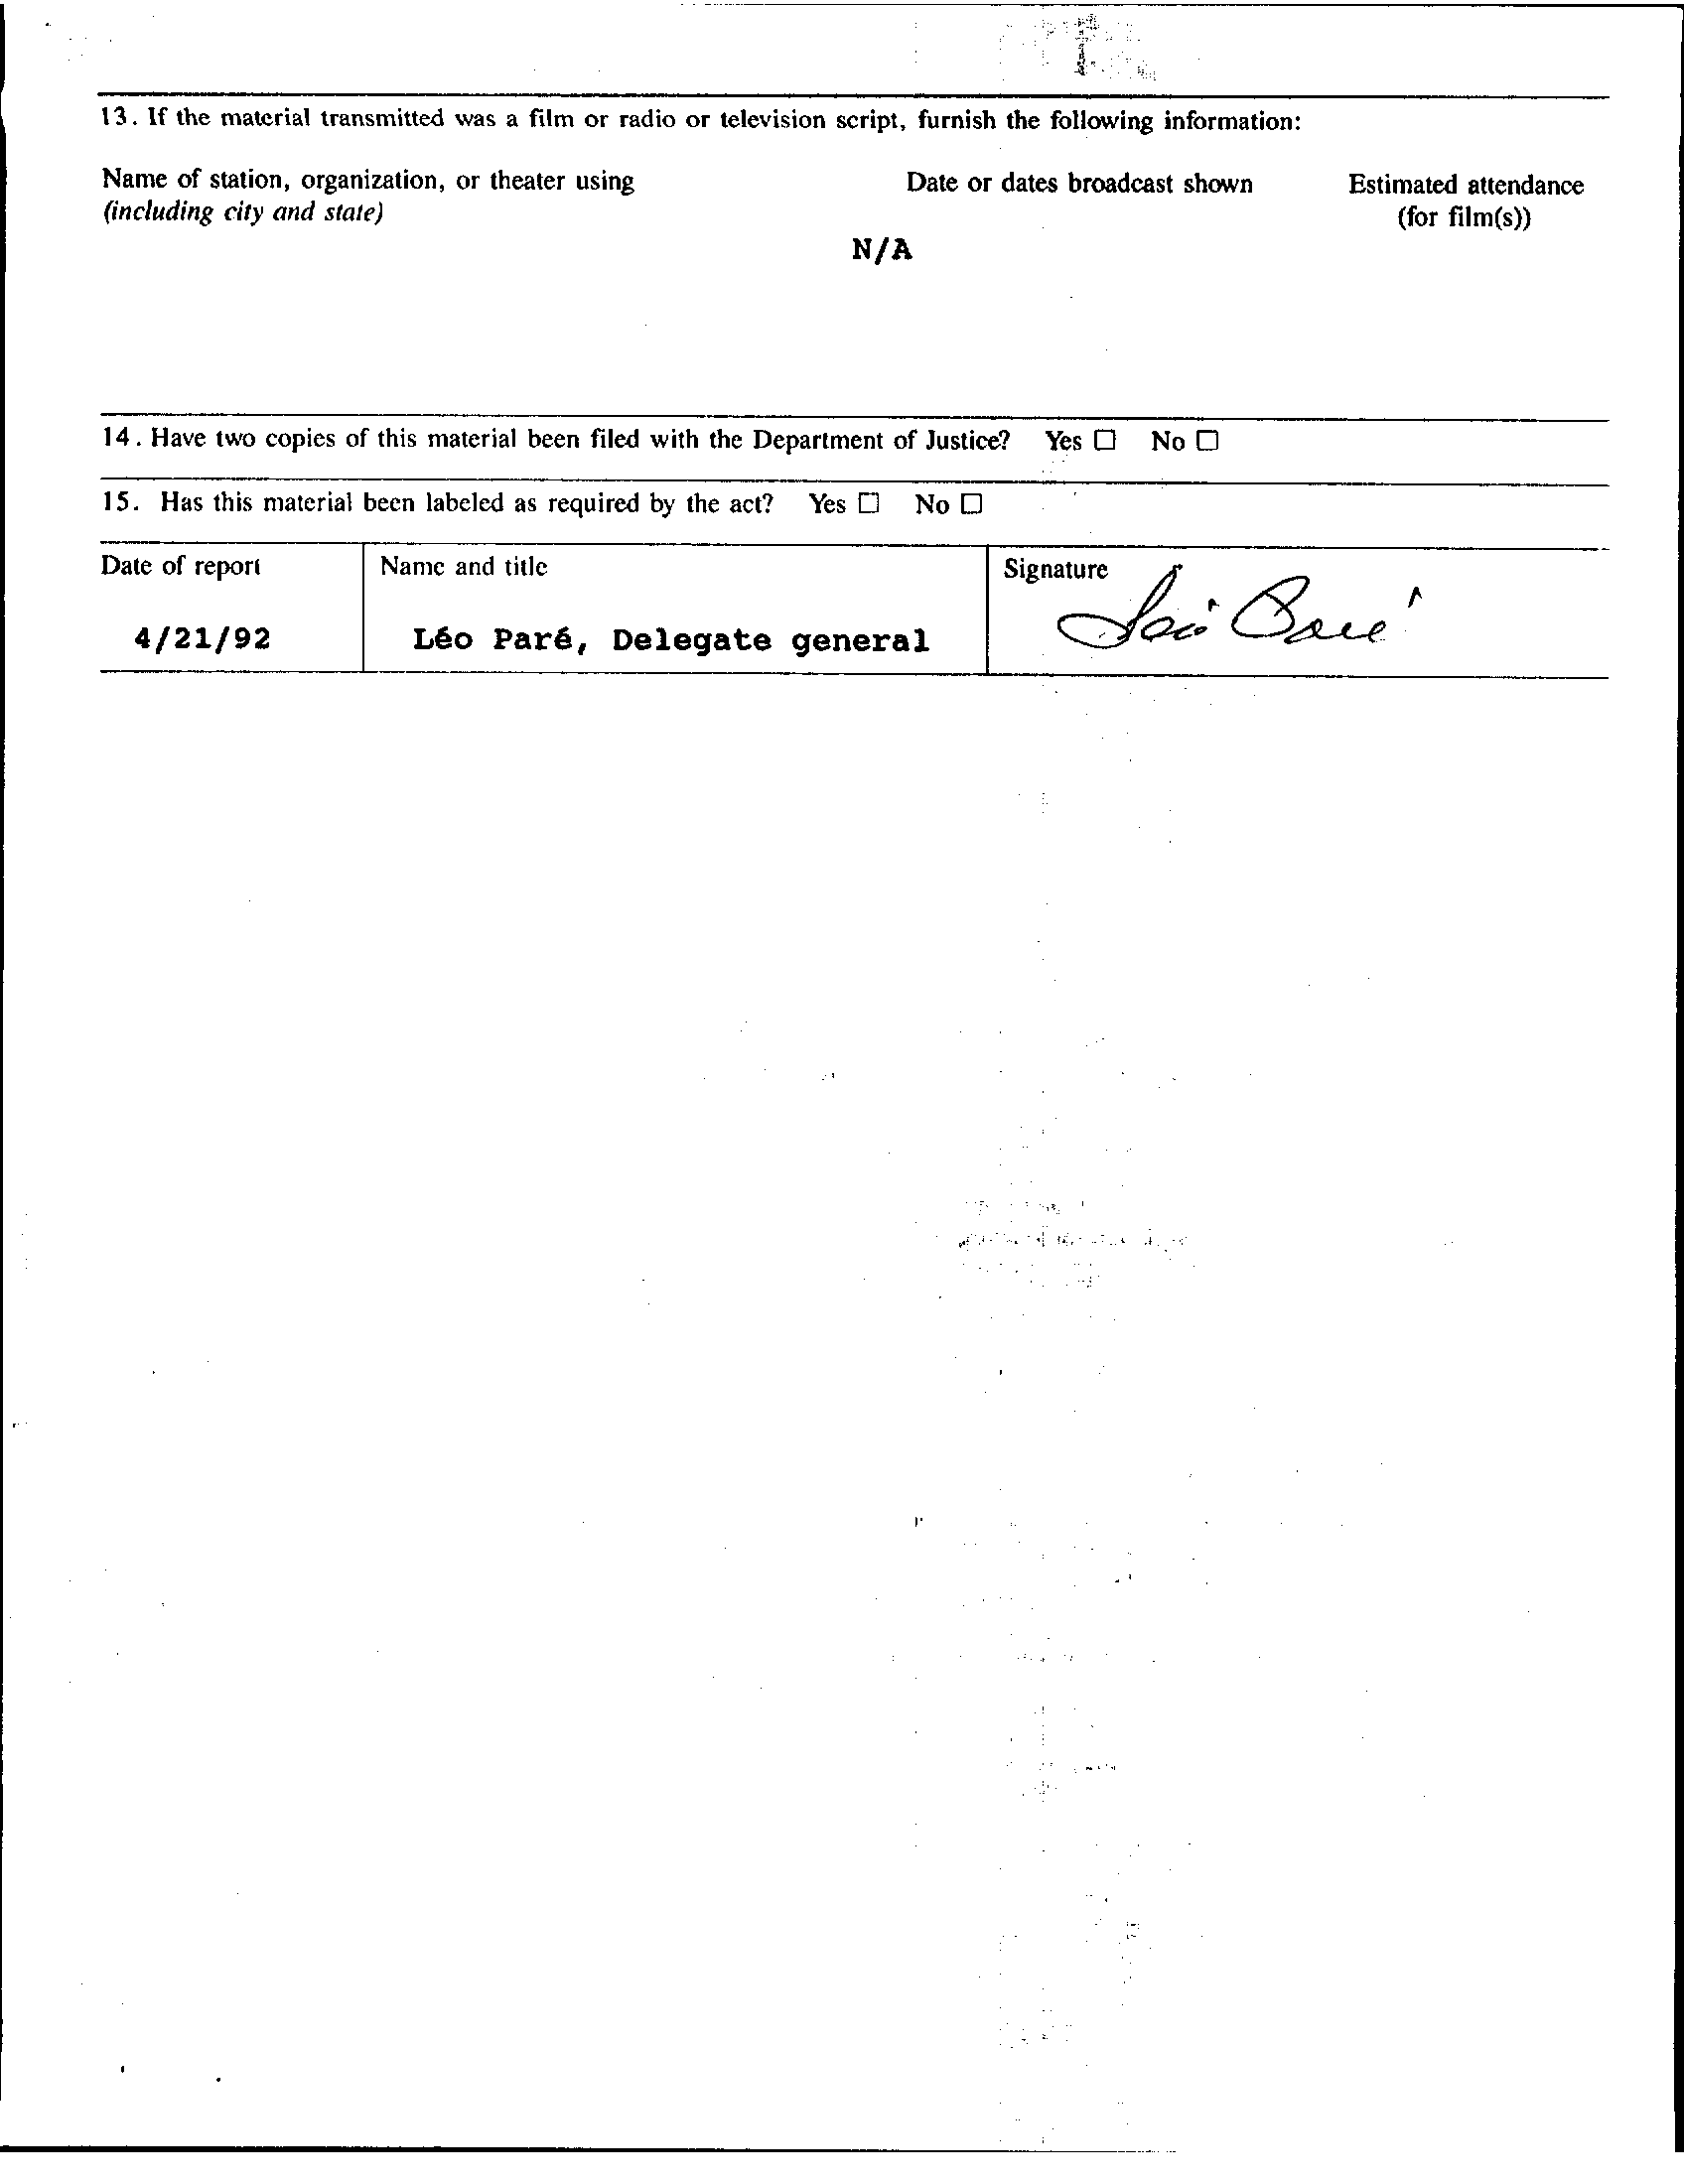 13. If the material transmitted was a film or radio or television script, furnish the following information:
Name of station, organization, or theater using Date or dates broadcast shown Estimated attendance
(including city and state) (for film(s))
N/A
14. Have two copies of this material been filed with the Department of Justice? Yes ☐ No ☐
15. Has this material been labeled as required by the act? Yes ☐ No ☐
Date of report Name and title Signature
4/21/92 Léo Paré, Delegate general Léo Paré